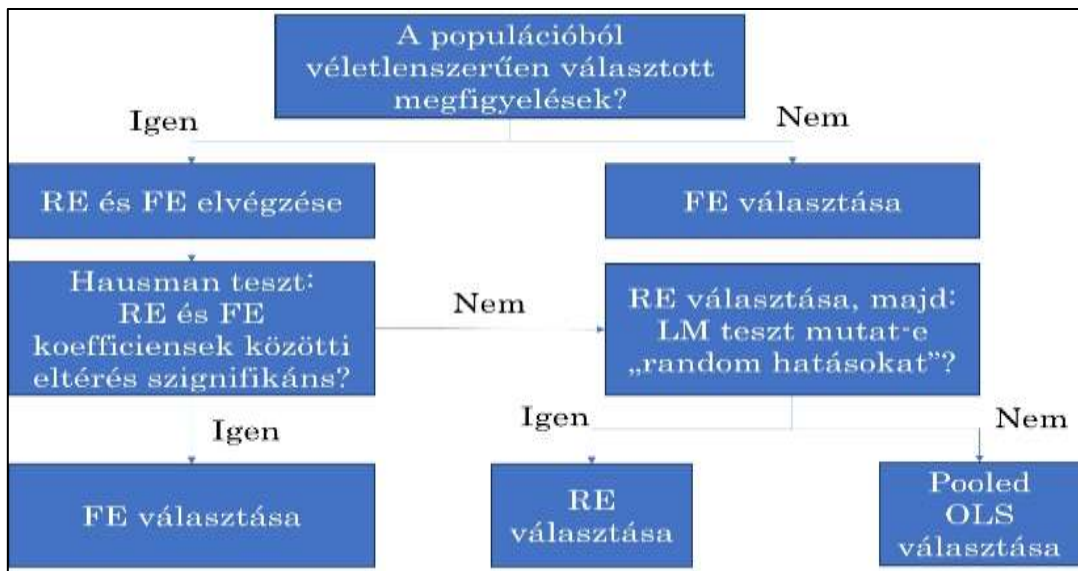 A populációból
véletlenszerűen választott
megfigyelések?
Igen
Nem
RE és FE elvégzése
FE választása
Hausman teszt:
RE és FE
koefficiensek közötti
eltérés szignifikáns?
Nem
RE választása, majd:
LM teszt mutat-e
„random hatásokat”?
Igen
Igen
Nem
FE választása
RE
választása
Pooled
OLS
választása